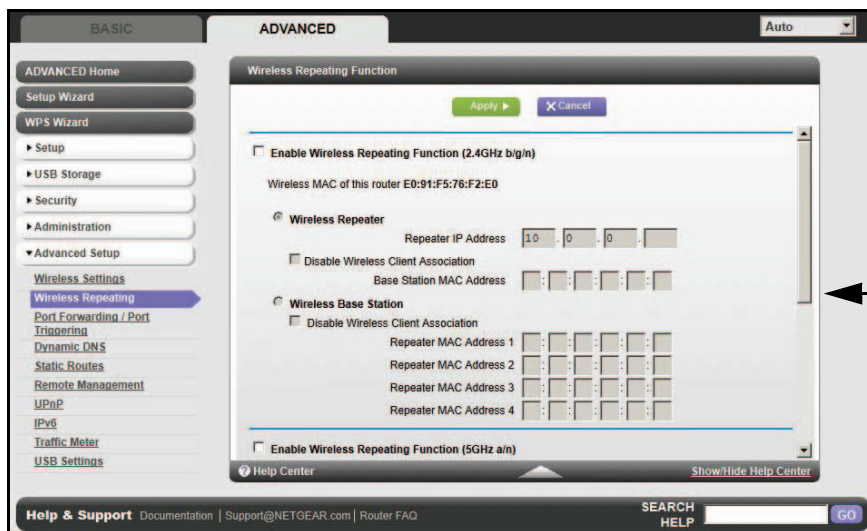 BASIC
ADVANCED
Auto
ADVANCED Home
Setup Wizard
WPS Wizard
Setup
USB Storage
Security
Administration
Advanced Setup
Wireless Settings
Wireless Repeating
Port Forwarding / Port
Triggering
Dynamic DNS
Static Routes
Remote Management
UPnP
IPv6
Traffic Meter
USB Settings
Wireless Repeating Function
Apply
X Cancel
Enable Wireless Repeating Function (2.4GHz b/g/n)
Wireless MAC of this router E0:91:F5:76:F2:E0
Wireless Repeater
Repeater IP Address 10 . 0 . 0 .
Disable Wireless Client Association
Base Station MAC Address : : : : :
Wireless Base Station
Disable Wireless Client Association
Repeater MAC Address 1 : : : : :
Repeater MAC Address 2 : : : : :
Repeater MAC Address 3 : : : : :
Repeater MAC Address 4 : : : : :
Enable Wireless Repeating Function (5GHz a/n)
? Help Center
Show/Hide Help Center
Help & Support Documentation | Support@NETGEAR.com | Router FAQ
SEARCH
HELP
GO